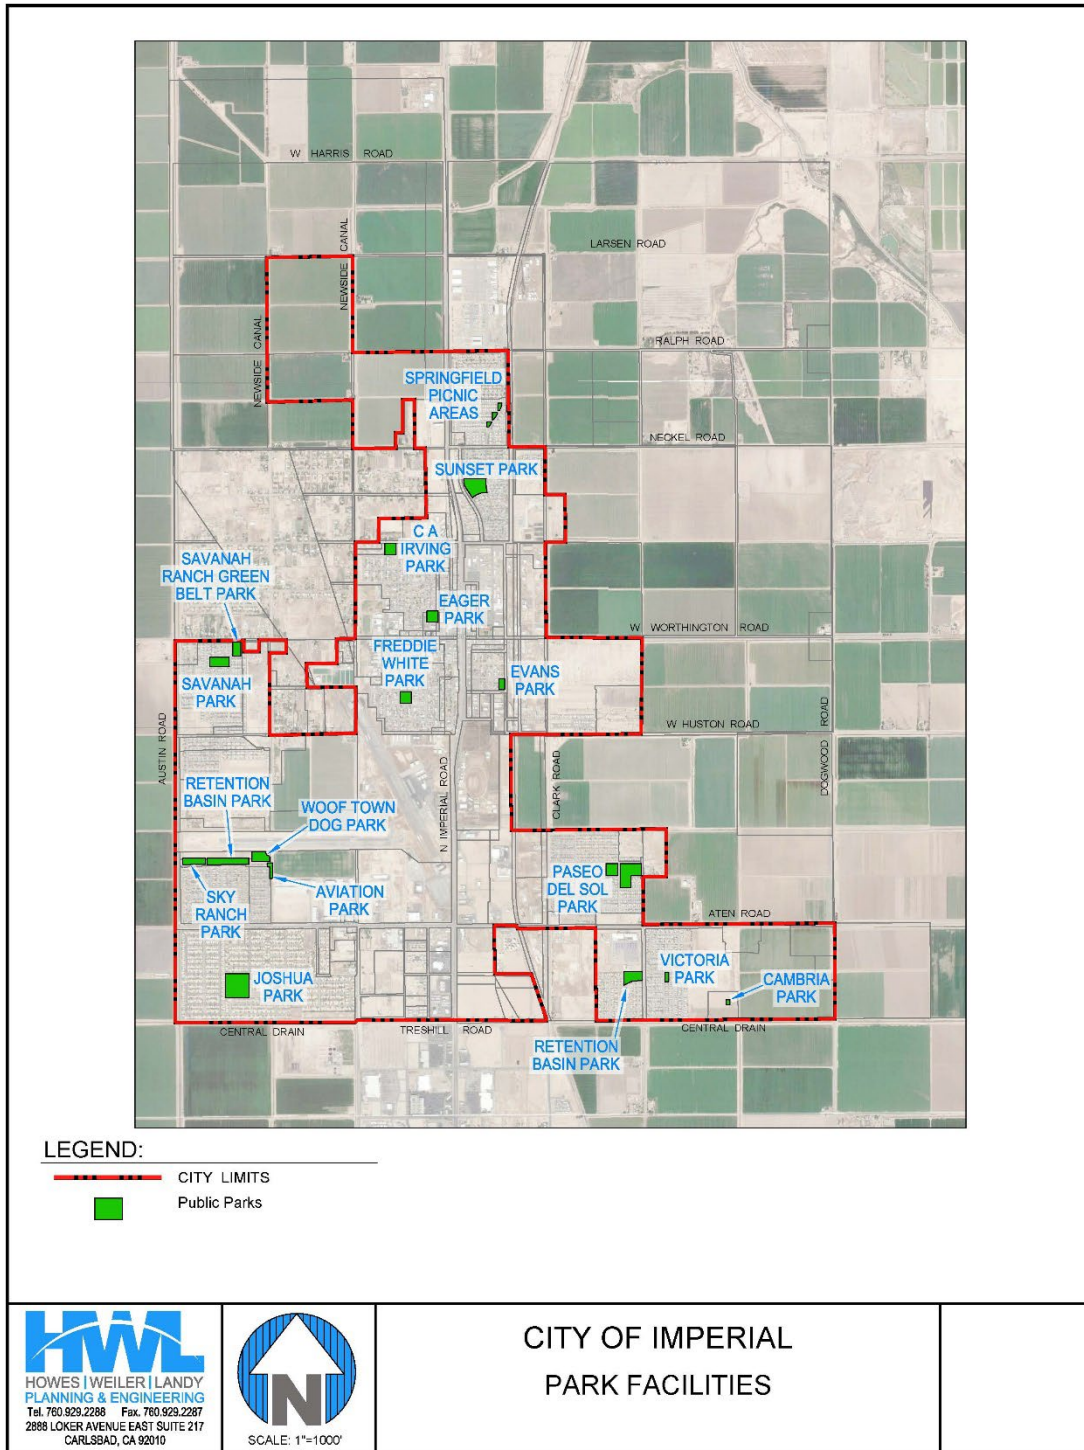 W HARRIS ROAD
LARSEN ROAD
NEWSIDE CANAL
NEWSIDE CANAL
RALPH ROAD
SPRINGFIELD
PICNIC
AREAS
NECKEL ROAD
SUNSET PARK
C A
IRVING
PARK
SAVANAH
RANCH GREEN
BELT PARK
EAGER
PARK
W WORTHINGTON ROAD
FREDDIE
WHITE
PARK
EVANS
PARK
SAVANAH
PARK
W HUSTON ROAD
AUSTIN ROAD
N IMPERIAL ROAD
CLARK ROAD
DOGWOOD ROAD
RETENTION
BASIN PARK
WOOF TOWN
DOG PARK
SKY
RANCH
PARK
AVIATION
PARK
PASEO
DEL SOL
PARK
ATEN ROAD
JOSHUA
PARK
VICTORIA
PARK
CAMBRIA
PARK
CENTRAL DRAIN
TRESHILL ROAD
CENTRAL DRAIN
RETENTION
BASIN PARK
LEGEND:
CITY LIMITS
Public Parks
HWL
HOWES | WEILER | LANDY
PLANNING & ENGINEERING
Tel. 760.929.2288 Fax. 760.929.2287
2888 LOKER AVENUE EAST SUITE 217
CARLSBAD, CA 92010
N
SCALE: 1"=1000'
CITY OF IMPERIAL
PARK FACILITIES